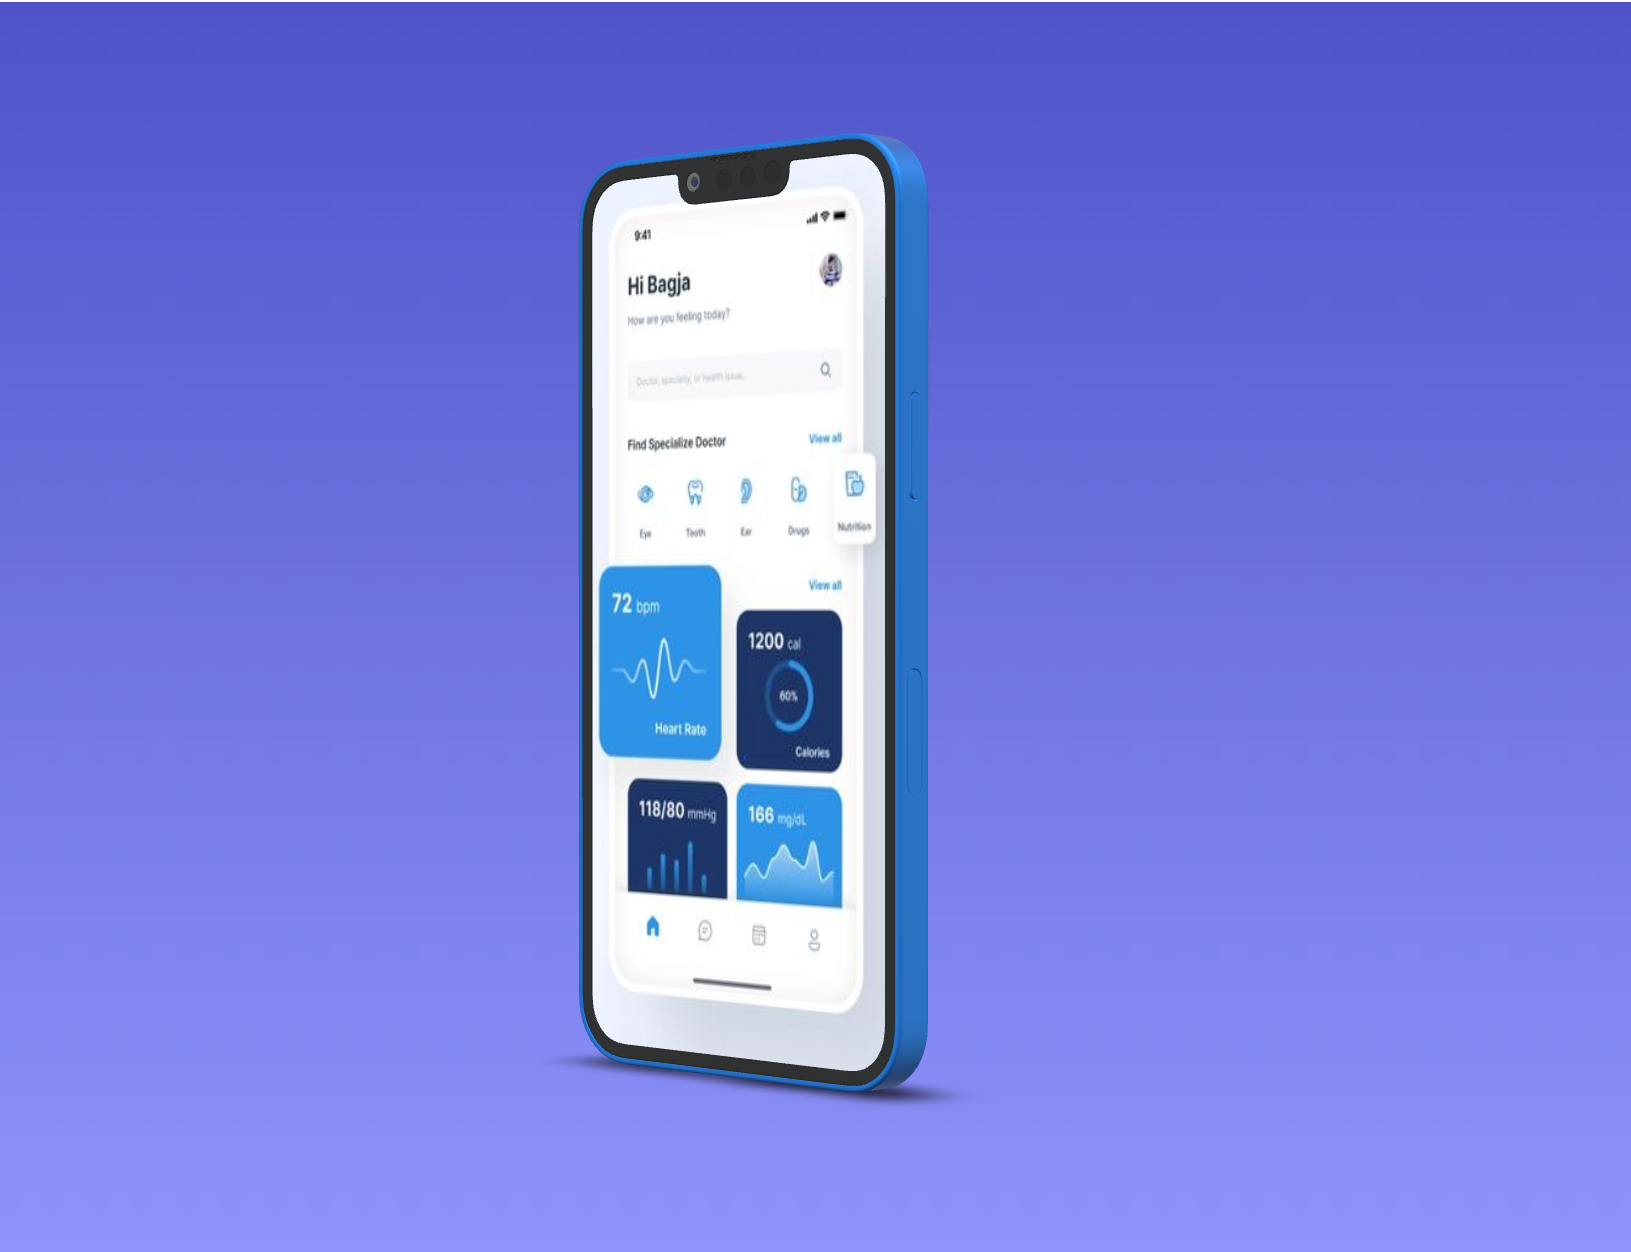 9:41
Hi Bagja
How are you feeling today?
Doctor, specialty, or health issue...
Find Specialize Doctor
View all
Eye
Tooth
Ear
Drugs
Nutrition
View all
72 bpm
Heart Rate
1200 cal
60%
Calories
118/80 mmHg
166 mg/dL